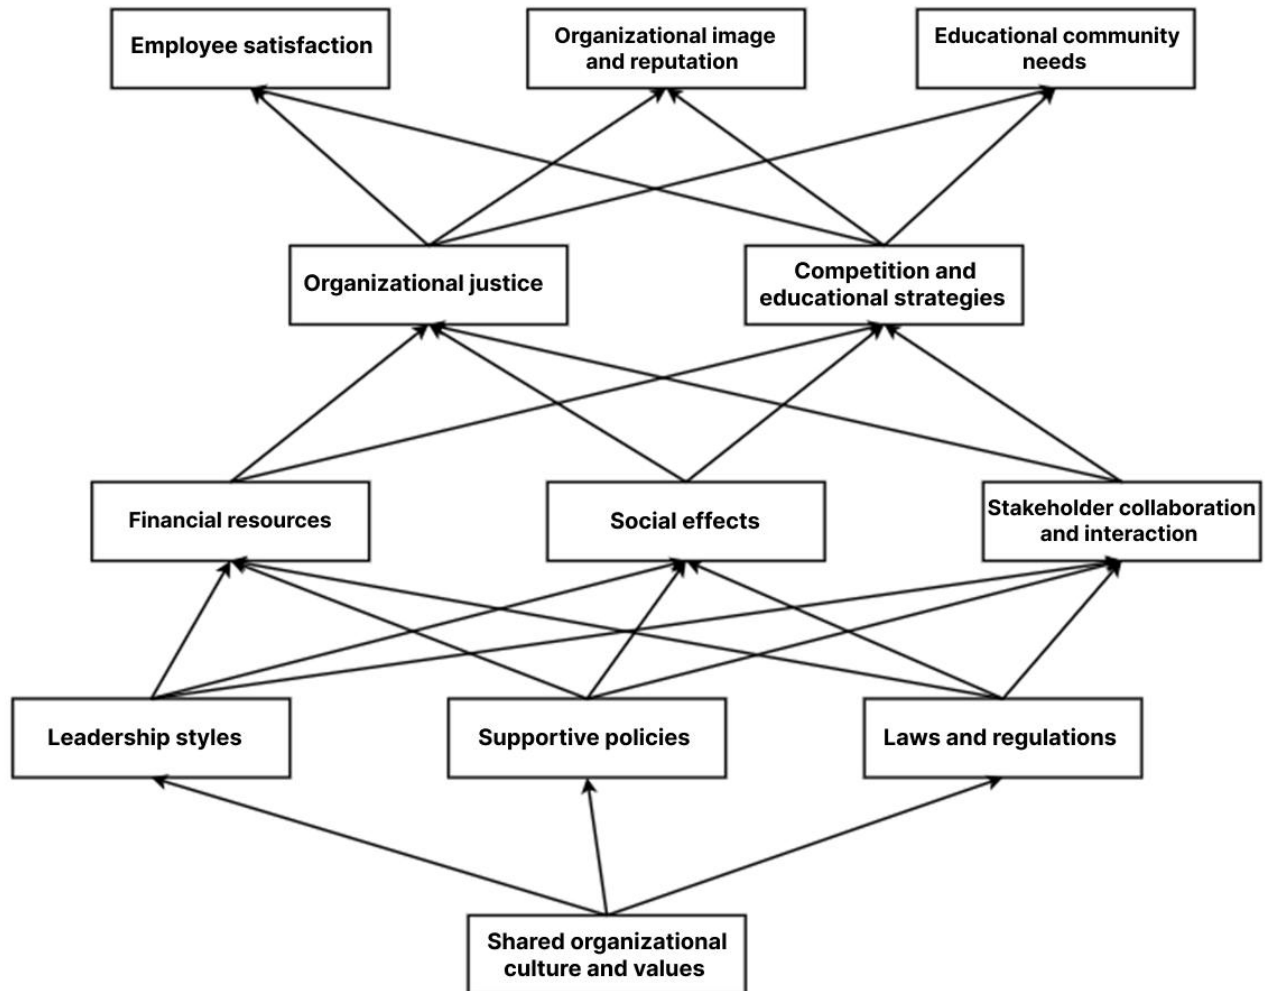 Employee satisfaction
Organizational image
and reputation
Educational community
needs
Organizational justice
Competition and
educational strategies
Financial resources
Social effects
Stakeholder collaboration
and interaction
Leadership styles
Supportive policies
Laws and regulations
Shared organizational
culture and values